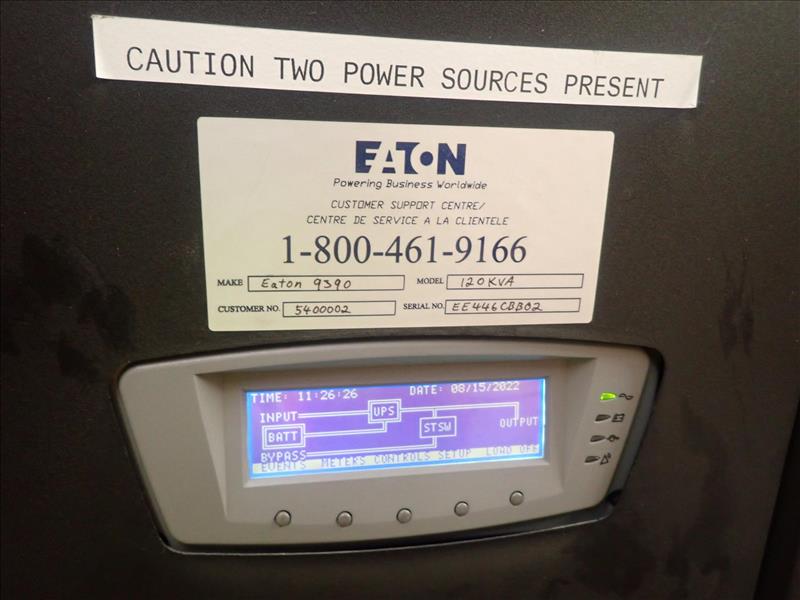 CAUTION TWO POWER SOURCES PRESENT
EATON
Powering Business Worldwide
CUSTOMER SUPPORT CENTRE/
CENTRE DE SERVICE A LA CLIENTELE
1-800-461-9166
MAKE Eaton 9390 MODEL 120KVA
CUSTOMER NO. 5400002 SERIAL NO. EE446CBB02
TIME: 11:26:26 DATE: 08/15/2022
INPUT UPS
BATT STSW OUTPUT
BYPASS
EVENTS METERS CONTROLS SETUP LOAD OFF